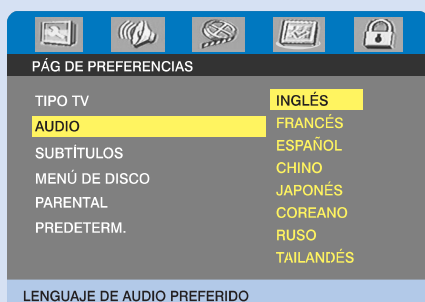 PÁG DE PREFERENCIAS
TIPO TV
AUDIO
SUBTÍTULOS
MENÚ DE DISCO
PARENTAL
PREDETERM.
INGLÉS
FRANCÉS
ESPAÑOL
CHINO
JAPONÉS
COREANO
RUSO
TAILANDÉS
LENGUAJE DE AUDIO PREFERIDO